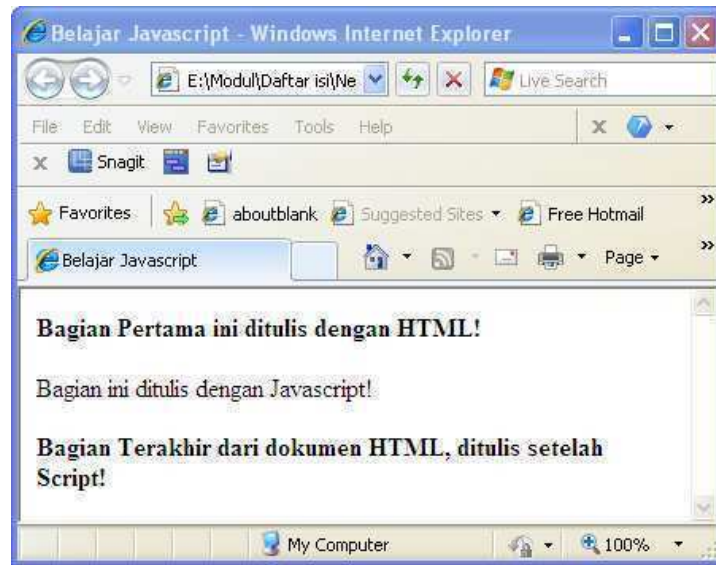 Belajar Javascript - Windows Internet Explorer
E:\Modul\Daftar isi\Ne Live Search
File Edit View Favorites Tools Help
x Snagit
Favorites aboutblank Suggested Sites Free Hotmail »
Belajar Javascript Page »
Bagian Pertama ini ditulis dengan HTML!
Bagian ini ditulis dengan Javascript!
Bagian Terakhir dari dokumen HTML, ditulis setelah
Script!
My Computer 100%